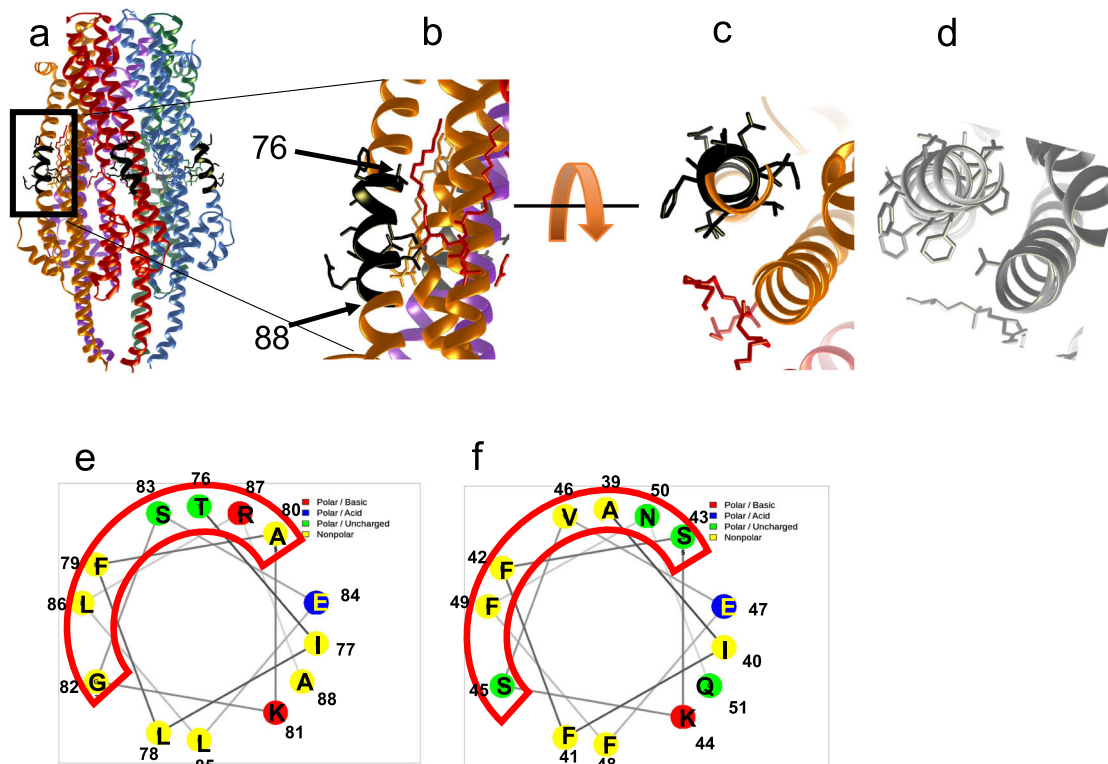 a
b
c
d
76
88
e
83
76
87
80
S
T
R
A
Polar / Basic
Polar / Acid
Polar / Uncharged
Nonpolar
79
F
86
L
E
84
I
77
82
G
A
88
K
81
L
78
L
85
f
46
39
50
43
V
A
N
S
Polar / Basic
Polar / Acid
Polar / Uncharged
Nonpolar
42
F
49
F
E
47
I
40
45
S
Q
51
K
44
F
41
F
48